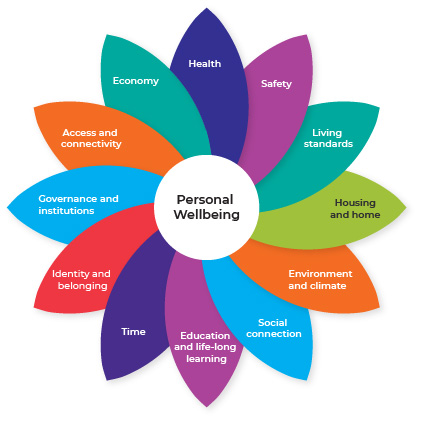 Health
Safety
Living
standards
Housing
and home
Environment
and climate
Social
connection
Education
and life-long
learning
Time
Identity and
belonging
Governance and
institutions
Access and
connectivity
Economy
Personal
Wellbeing